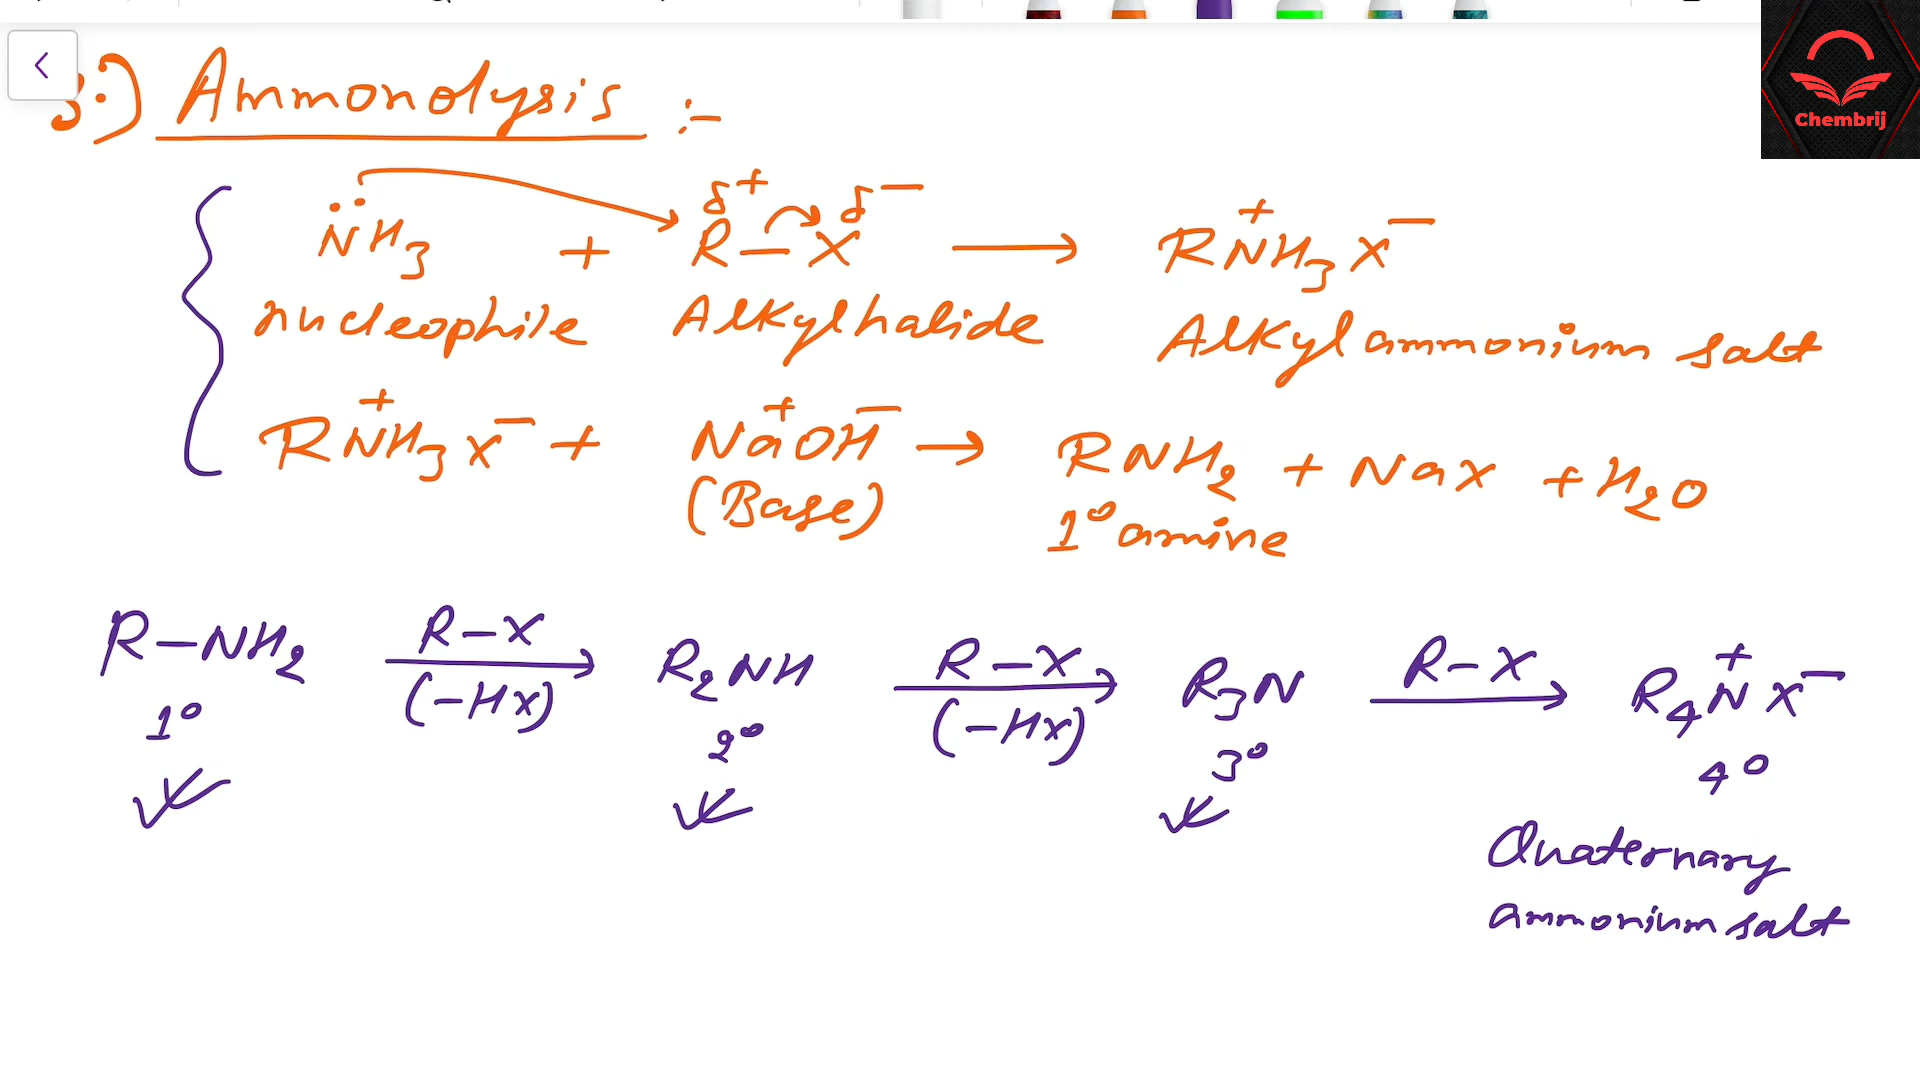 3:) Ammonolysis :-
Chembrij
N̈H₃ + R^δ+ – X^δ− ⟶ RN⁺H₃X⁻
nucleophile Alkylhalide Alkylammonium salt
RN⁺H₃X⁻ + Na⁺OH⁻ → RNH₂ + NaX + H₂O
(Base) 1° amine
R–NH₂ R–X (–HX) → R₂NH R–X (–HX) → R₃N R–X → R₄N⁺X⁻
1° 2° 3° 4°
Quaternary
ammonium salt